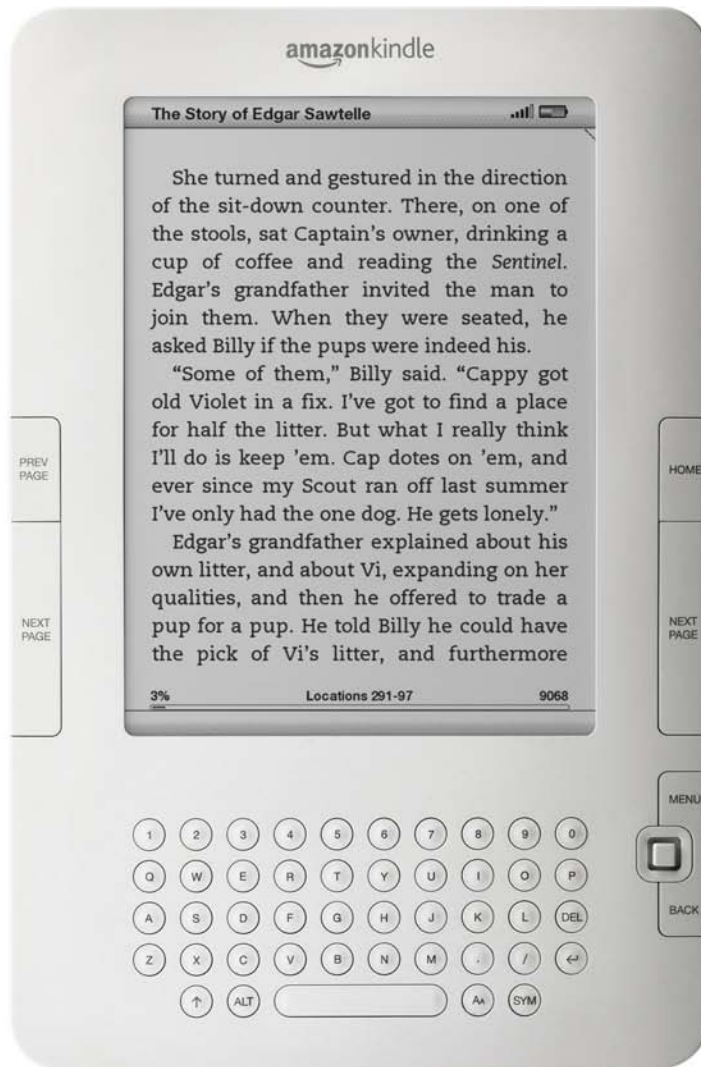 amazonkindle
The Story of Edgar Sawtelle
She turned and gestured in the direction
of the sit-down counter. There, on one of
the stools, sat Captain's owner, drinking a
cup of coffee and reading the Sentinel.
Edgar's grandfather invited the man to
join them. When they were seated, he
asked Billy if the pups were indeed his.
“Some of them,” Billy said. “Cappy got
old Violet in a fix. I've got to find a place
for half the litter. But what I really think
I'll do is keep ’em. Cap dotes on ’em, and
ever since my Scout ran off last summer
I've only had the one dog. He gets lonely.”
Edgar's grandfather explained about his
own litter, and about Vi, expanding on her
qualities, and then he offered to trade a
pup for a pup. He told Billy he could have
the pick of Vi's litter, and furthermore
3% Locations 291-97 9068
PREV
PAGE
NEXT
PAGE
HOME
NEXT
PAGE
MENU
BACK
1 2 3 4 5 6 7 8 9 0
Q W E R T Y U I O P
A S D F G H J K L DEL
Z X C V B N M . / ↵
↑ ALT AA SYM